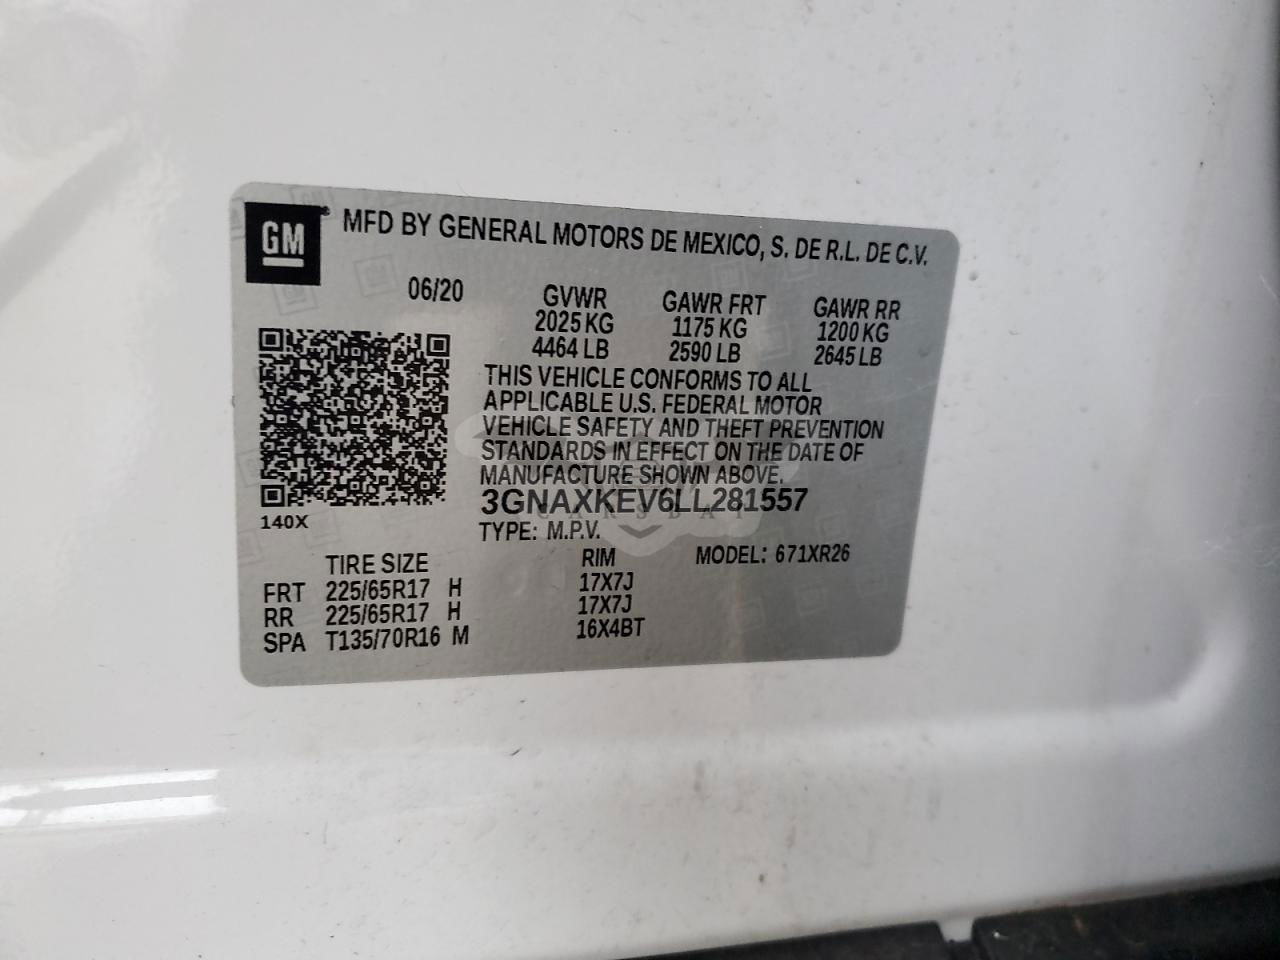 GM
MFD BY GENERAL MOTORS DE MEXICO, S. DE R.L. DE C.V.
06/20 GVWR GAWR FRT GAWR RR
2025 KG 1175 KG 1200 KG
4464 LB 2590 LB 2645 LB
THIS VEHICLE CONFORMS TO ALL
APPLICABLE U.S. FEDERAL MOTOR
VEHICLE SAFETY AND THEFT PREVENTION
STANDARDS IN EFFECT ON THE DATE OF
MANUFACTURE SHOWN ABOVE.
3GNAXKEV6LL281557
CARSBAT
140X
TYPE: M.P.V.
TIRE SIZE RIM MODEL: 671XR26
FRT 225/65R17 H 17X7J
RR 225/65R17 H 17X7J
SPA T135/70R16 M 16X4BT